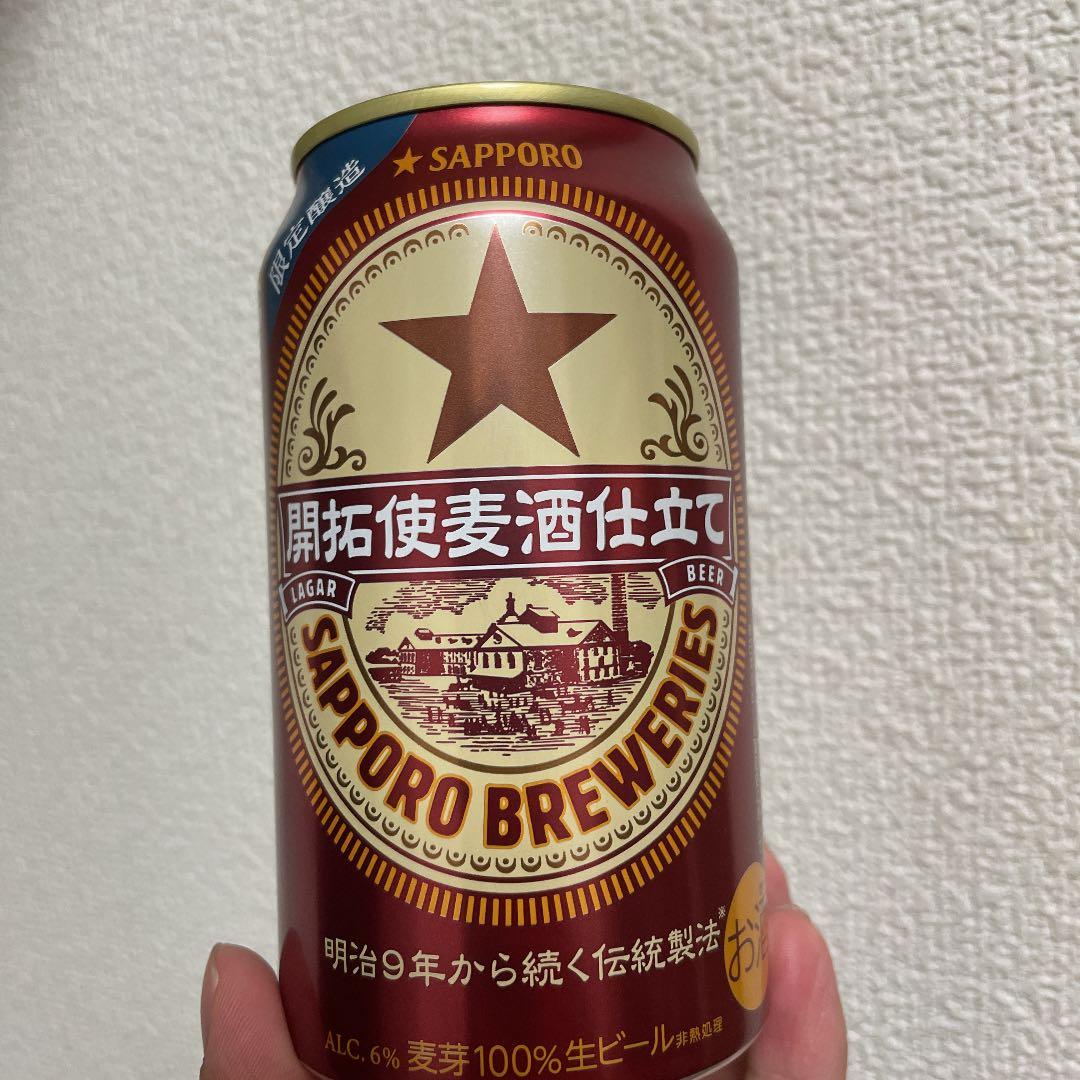 限定醸造
★ SAPPORO
開拓使麦酒仕立て
LAGAR
BEER
SAPPORO BREWERIES
明治9年から続く伝統製法※
お酒
ALC.6% 麦芽100%生ビール 非熱処理